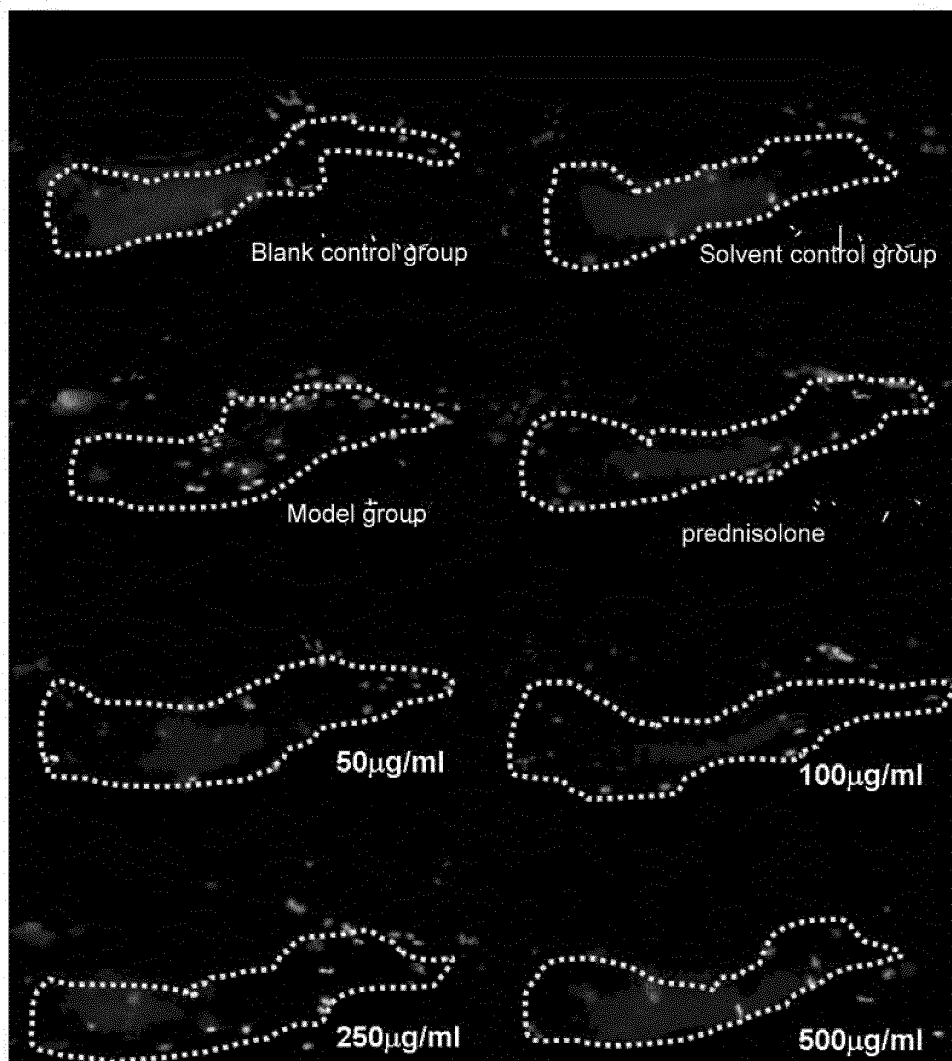 Blank control group
Solvent control group
Model group
prednisolone
50μg/ml
100μg/ml
250μg/ml
500μg/ml